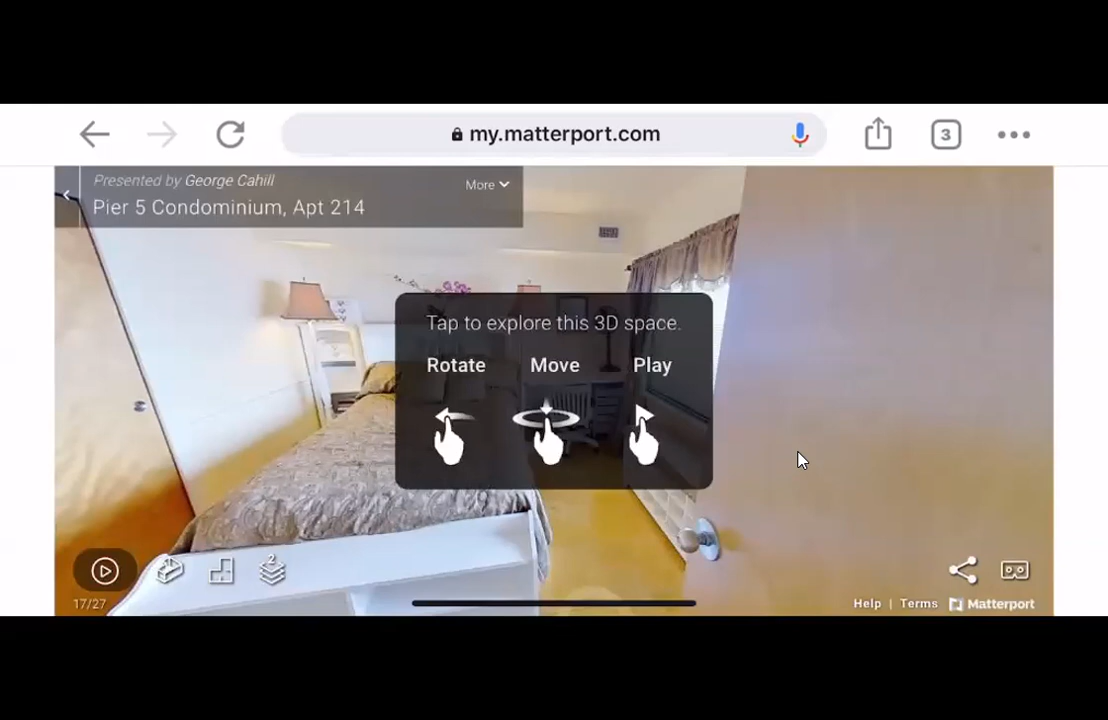 my.matterport.com
3
Presented by George Cahill
More
Pier 5 Condominium, Apt 214
Tap to explore this 3D space.
Rotate Move Play
2
17/27
Help | Terms Matterport